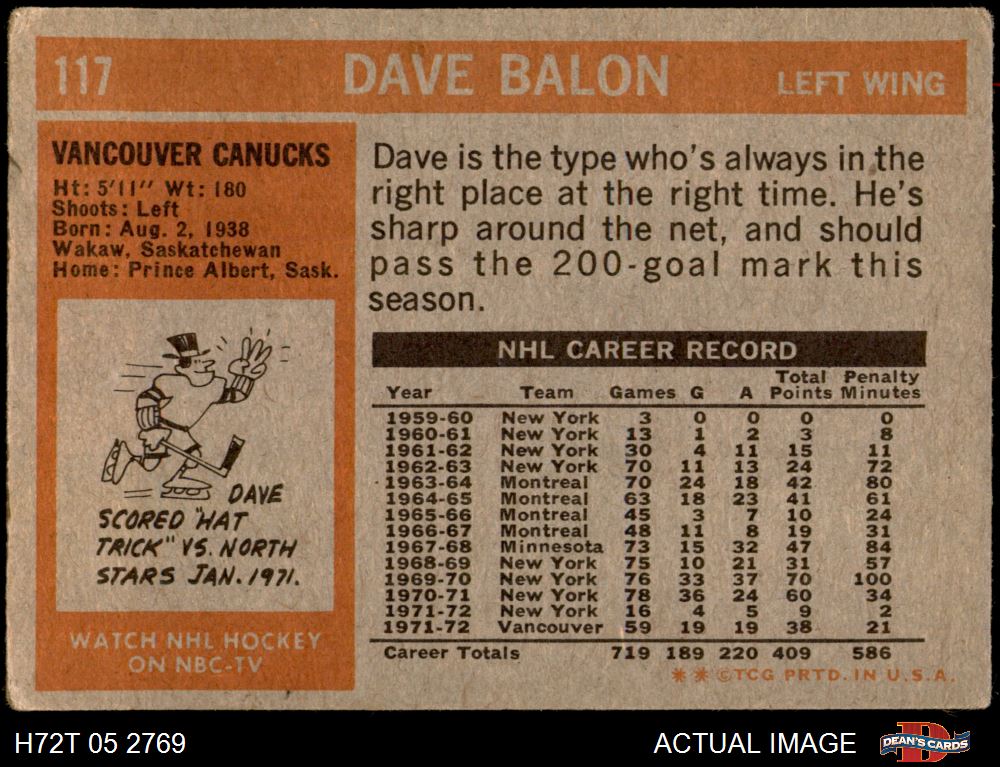 117 DAVE BALON LEFT WING
VANCOUVER CANUCKS
Ht: 5'11" Wt: 180
Shoots: Left
Born: Aug. 2, 1938
Wakaw, Saskatchewan
Home: Prince Albert, Sask.
DAVE
SCORED "HAT
TRICK" VS. NORTH
STARS JAN. 1971.
WATCH NHL HOCKEY
ON NBC-TV
Dave is the type who's always in the
right place at the right time. He's
sharp around the net, and should
pass the 200-goal mark this
season.
NHL CAREER RECORD
Total Penalty
Year Team Games G A Points Minutes
1959-60 New York 3 0 0 0 0
1960-61 New York 13 1 2 3 8
1961-62 New York 30 4 11 15 11
1962-63 New York 70 11 13 24 72
1963-64 Montreal 70 24 18 42 80
1964-65 Montreal 63 18 23 41 61
1965-66 Montreal 45 3 7 10 24
1966-67 Montreal 48 11 8 19 31
1967-68 Minnesota 73 15 32 47 84
1968-69 New York 75 10 21 31 57
1969-70 New York 76 33 37 70 100
1970-71 New York 78 36 24 60 34
1971-72 New York 16 4 5 9 2
1971-72 Vancouver 59 19 19 38 21
Career Totals 719 189 220 409 586
** ©TCG PRTD. IN U.S.A.
H72T 05 2769 ACTUAL IMAGE DEAN'S CARDS